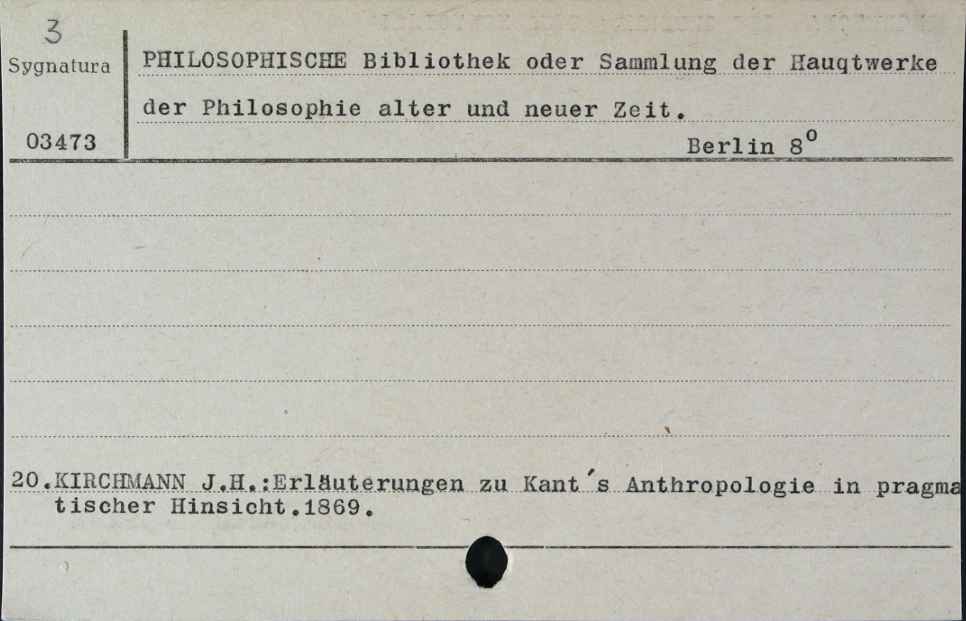 3
Sygnatura
03473
PHILOSOPHISCHE Bibliothek oder Sammlung der Hauqtwerke
der Philosophie alter und neuer Zeit.
Berlin 8°
20.KIRCHMANN J.H.:Erläuterungen zu Kant´s Anthropologie in pragma
tischer Hinsicht.1869.